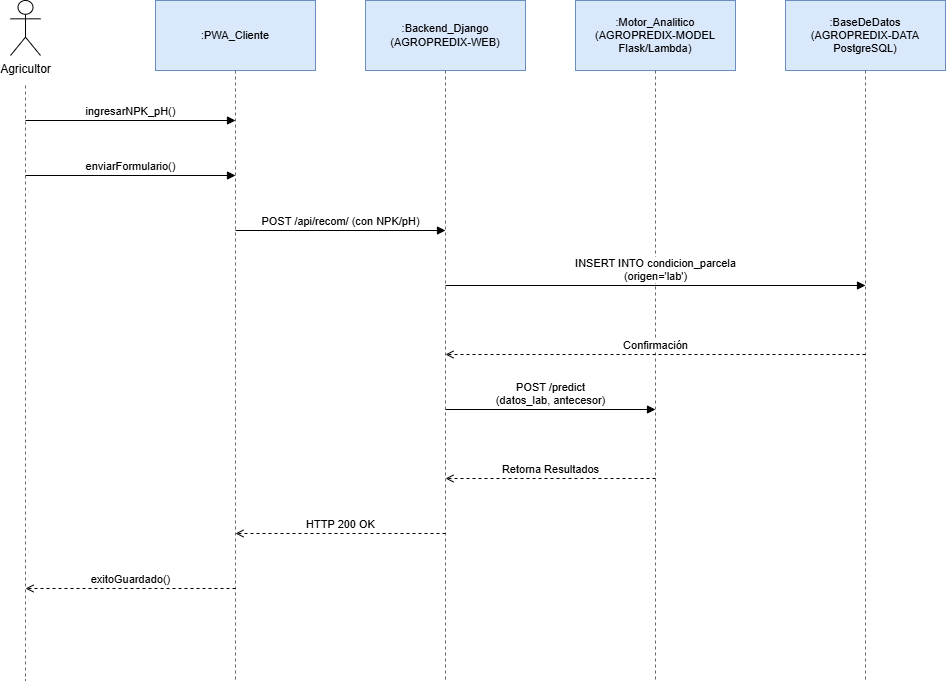 Agricultor
:PWA_Cliente
:Backend_Django
(AGROPREDIX-WEB)
:Motor_Analitico
(AGROPREDIX-MODEL
Flask/Lambda)
:BaseDeDatos
(AGROPREDIX-DATA
PostgreSQL)
ingresarNPK_pH()
enviarFormulario()
POST /api/recom/ (con NPK/pH)
INSERT INTO condicion_parcela
(origen='lab')
Confirmación
POST /predict
(datos_lab, antecesor)
Retorna Resultados
HTTP 200 OK
exitoGuardado()